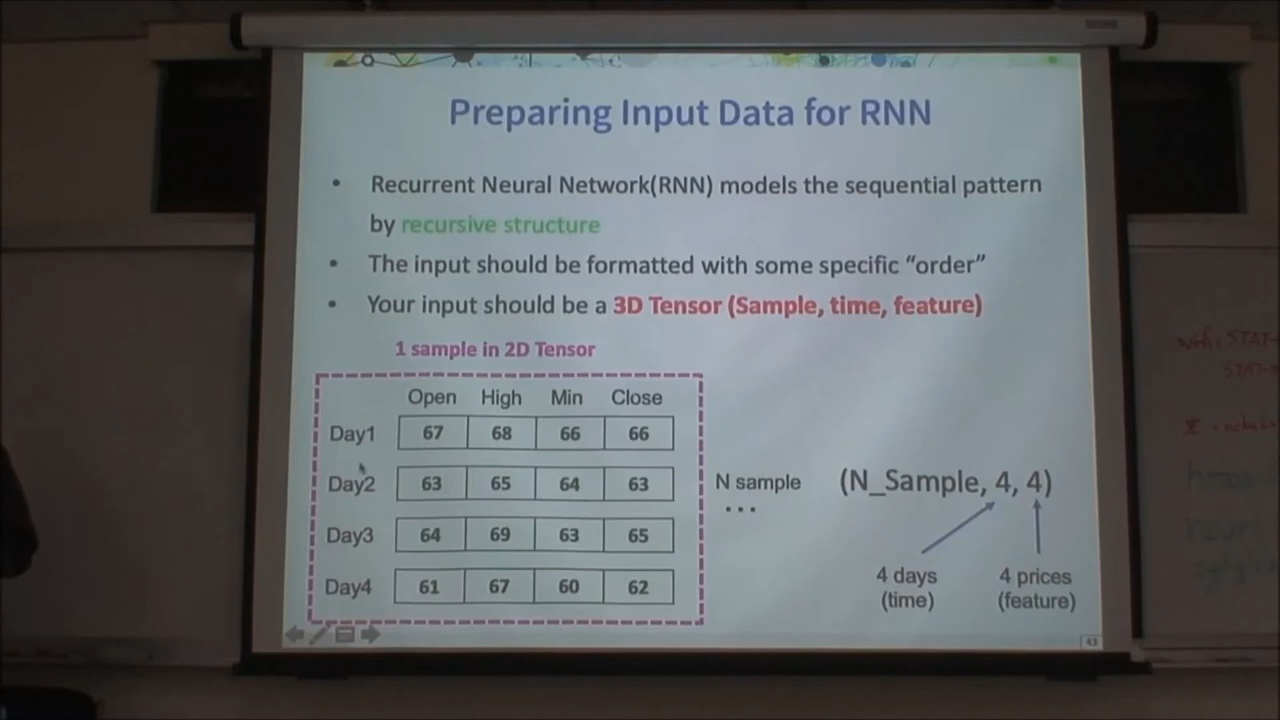 Preparing Input Data for RNN
• Recurrent Neural Network(RNN) models the sequential pattern
by recursive structure
• The input should be formatted with some specific “order”
• Your input should be a 3D Tensor (Sample, time, feature)
1 sample in 2D Tensor
Open High Min Close
Day1 67 68 66 66
Day2 63 65 64 63
Day3 64 69 63 65
Day4 61 67 60 62
N sample
...
(N_Sample, 4, 4)
4 days
(time)
4 prices
(feature)
43